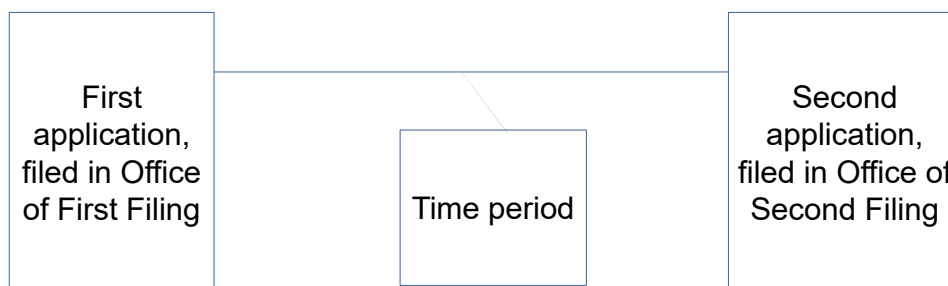 First
application,
filed in Office
of First Filing
Time period
Second
application,
filed in Office of
Second Filing